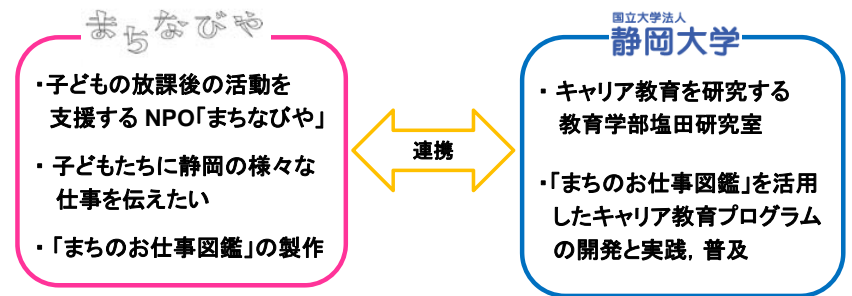 まちなびや
・子どもの放課後の活動を
支援する NPO「まちなびや」
・ 子どもたちに静岡の様々な
仕事を伝えたい
・ 「まちのお仕事図鑑」の製作
連携
国立大学法人
静岡大学
・ キャリア教育を研究する
教育学部塩田研究室
・「まちのお仕事図鑑」を活用
したキャリア教育プログラム
の開発と実践，普及